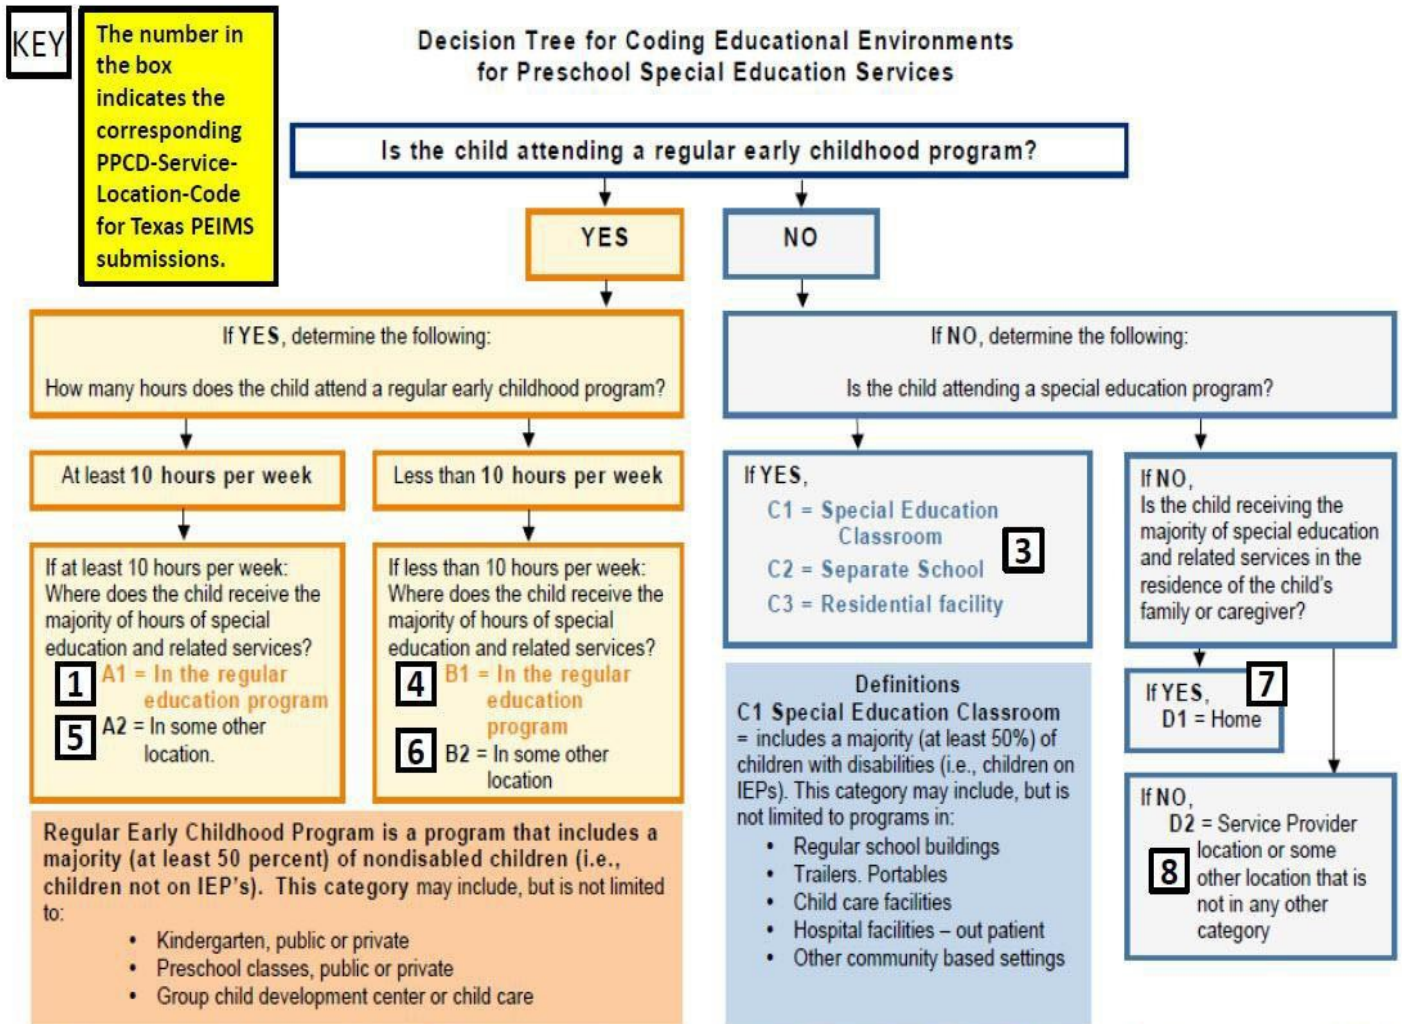 KEY
The number in
the box
indicates the
corresponding
PPCD-Service-
Location-Code
for Texas PEIMS
submissions.
Decision Tree for Coding Educational Environments
for Preschool Special Education Services
Is the child attending a regular early childhood program?
YES
NO
If YES, determine the following:
How many hours does the child attend a regular early childhood program?
If NO, determine the following:
Is the child attending a special education program?
At least 10 hours per week
Less than 10 hours per week
If at least 10 hours per week:
Where does the child receive the
majority of hours of special
education and related services?
1 A1 = In the regular
education program
5 A2 = In some other
location.
If less than 10 hours per week:
Where does the child receive the
majority of hours of special
education and related services?
4 B1 = In the regular
education
program
6 B2 = In some other
location
If YES,
C1 = Special Education
Classroom
3
C2 = Separate School
C3 = Residential facility
If NO,
Is the child receiving the
majority of special education
and related services in the
residence of the child's
family or caregiver?
If YES, 7
D1 = Home
If NO,
D2 = Service Provider
location or some
8 other location that is
not in any other
category
Regular Early Childhood Program is a program that includes a
majority (at least 50 percent) of nondisabled children (i.e.,
children not on IEP's). This category may include, but is not limited
to:
• Kindergarten, public or private
• Preschool classes, public or private
• Group child development center or child care
Definitions
C1 Special Education Classroom
= includes a majority (at least 50%) of
children with disabilities (i.e., children on
IEPs). This category may include, but is
not limited to programs in:
• Regular school buildings
• Trailers. Portables
• Child care facilities
• Hospital facilities – out patient
• Other community based settings